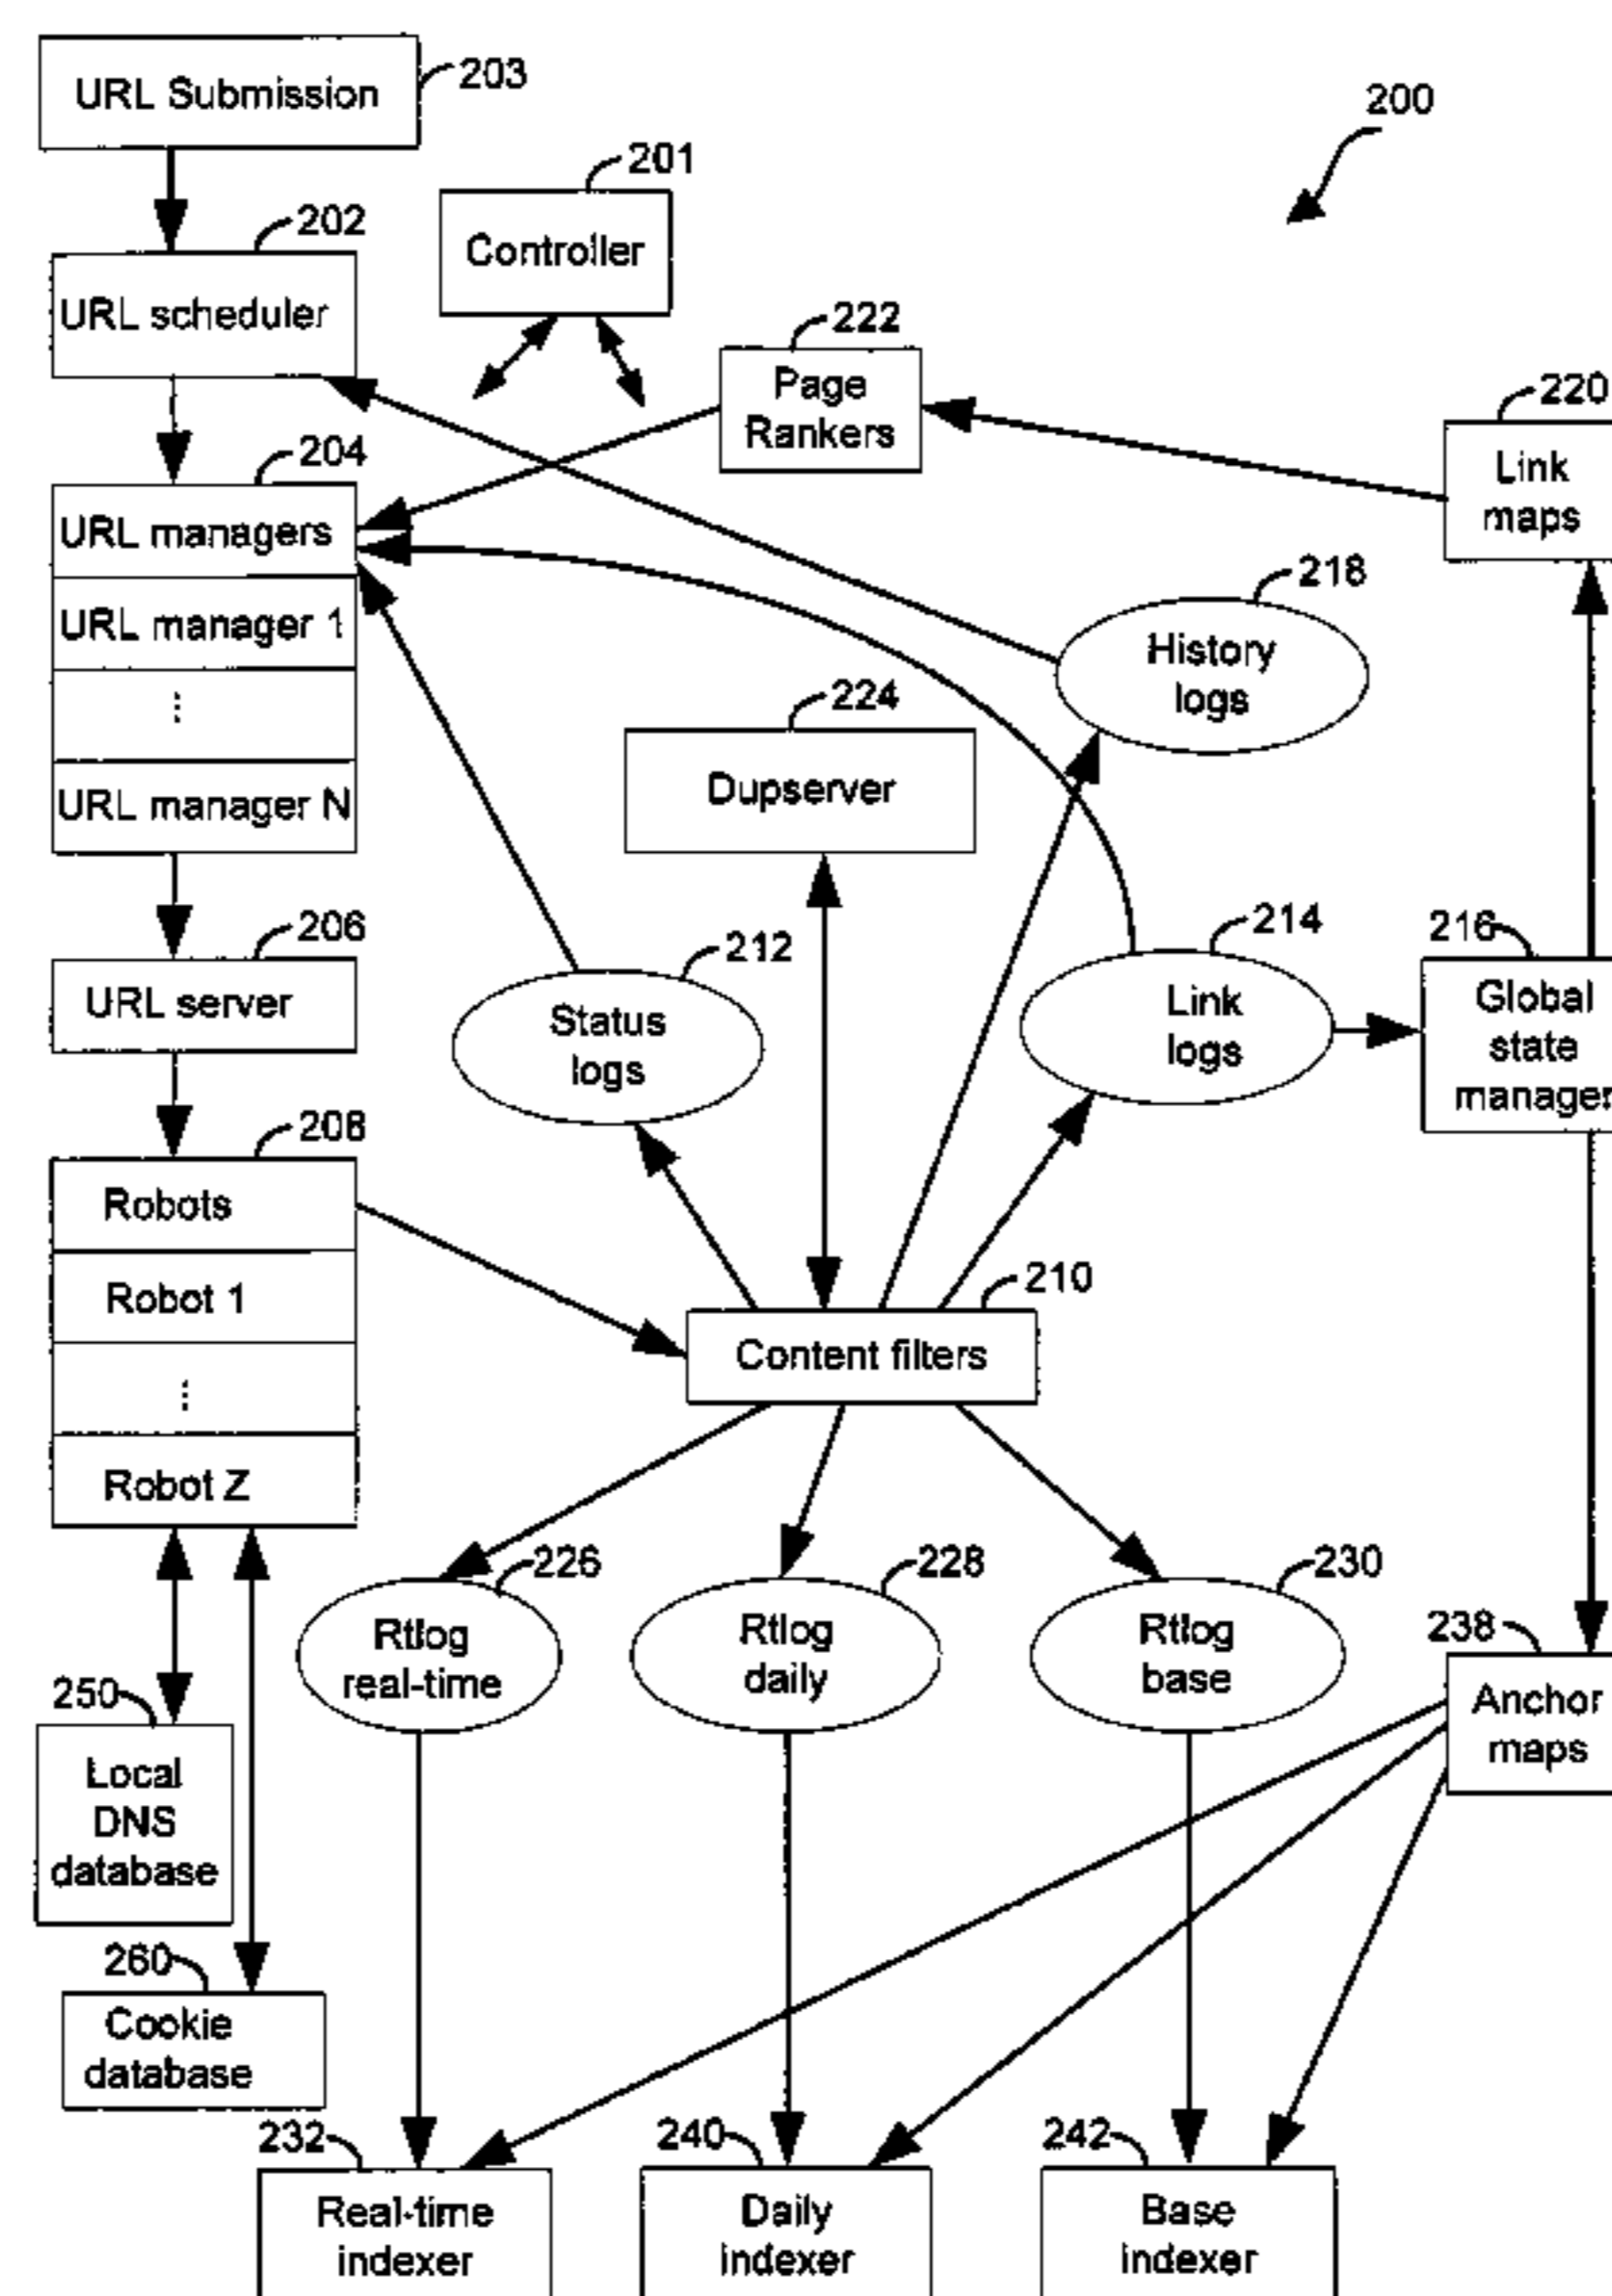 203
URL Submission
200
201
202
Controller
URL scheduler
222
Page
Rankers
220
Link
maps
204
URL managers
URL manager 1
⋮
URL manager N
218
History
logs
224
Dupserver
206
URL server
212
Status
logs
214
Link
logs
216
Global
state
manager
208
Robots
Robot 1
⋮
Robot Z
210
Content filters
226
Rtlog
real-time
228
Rtlog
daily
230
Rtlog
base
238
Anchor
maps
250
Local
DNS
database
260
Cookie
database
232
Real-time
indexer
240
Daily
indexer
242
Base
indexer